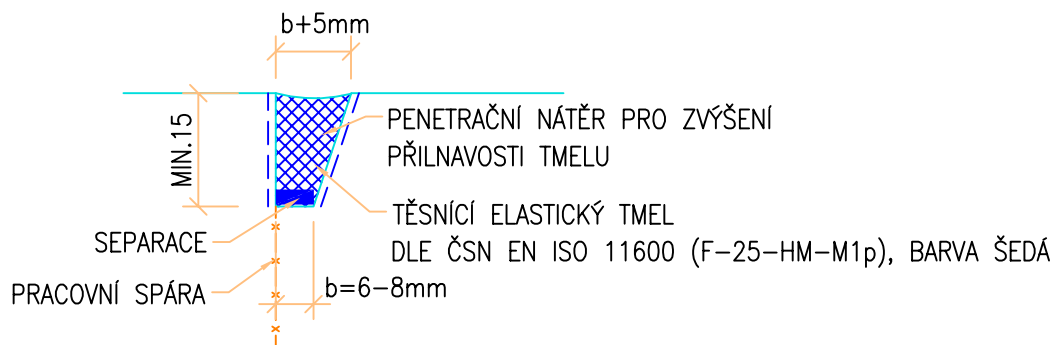 b+5mm
MIN.15
PENETRAČNÍ NÁTĚR PRO ZVÝŠENÍ
PŘILNAVOSTI TMELU
TĚSNÍCÍ ELASTICKÝ TMEL
DLE ČSN EN ISO 11600 (F-25-HM-M1p), BARVA ŠEDÁ
SEPARACE
PRACOVNÍ SPÁRA
b=6-8mm